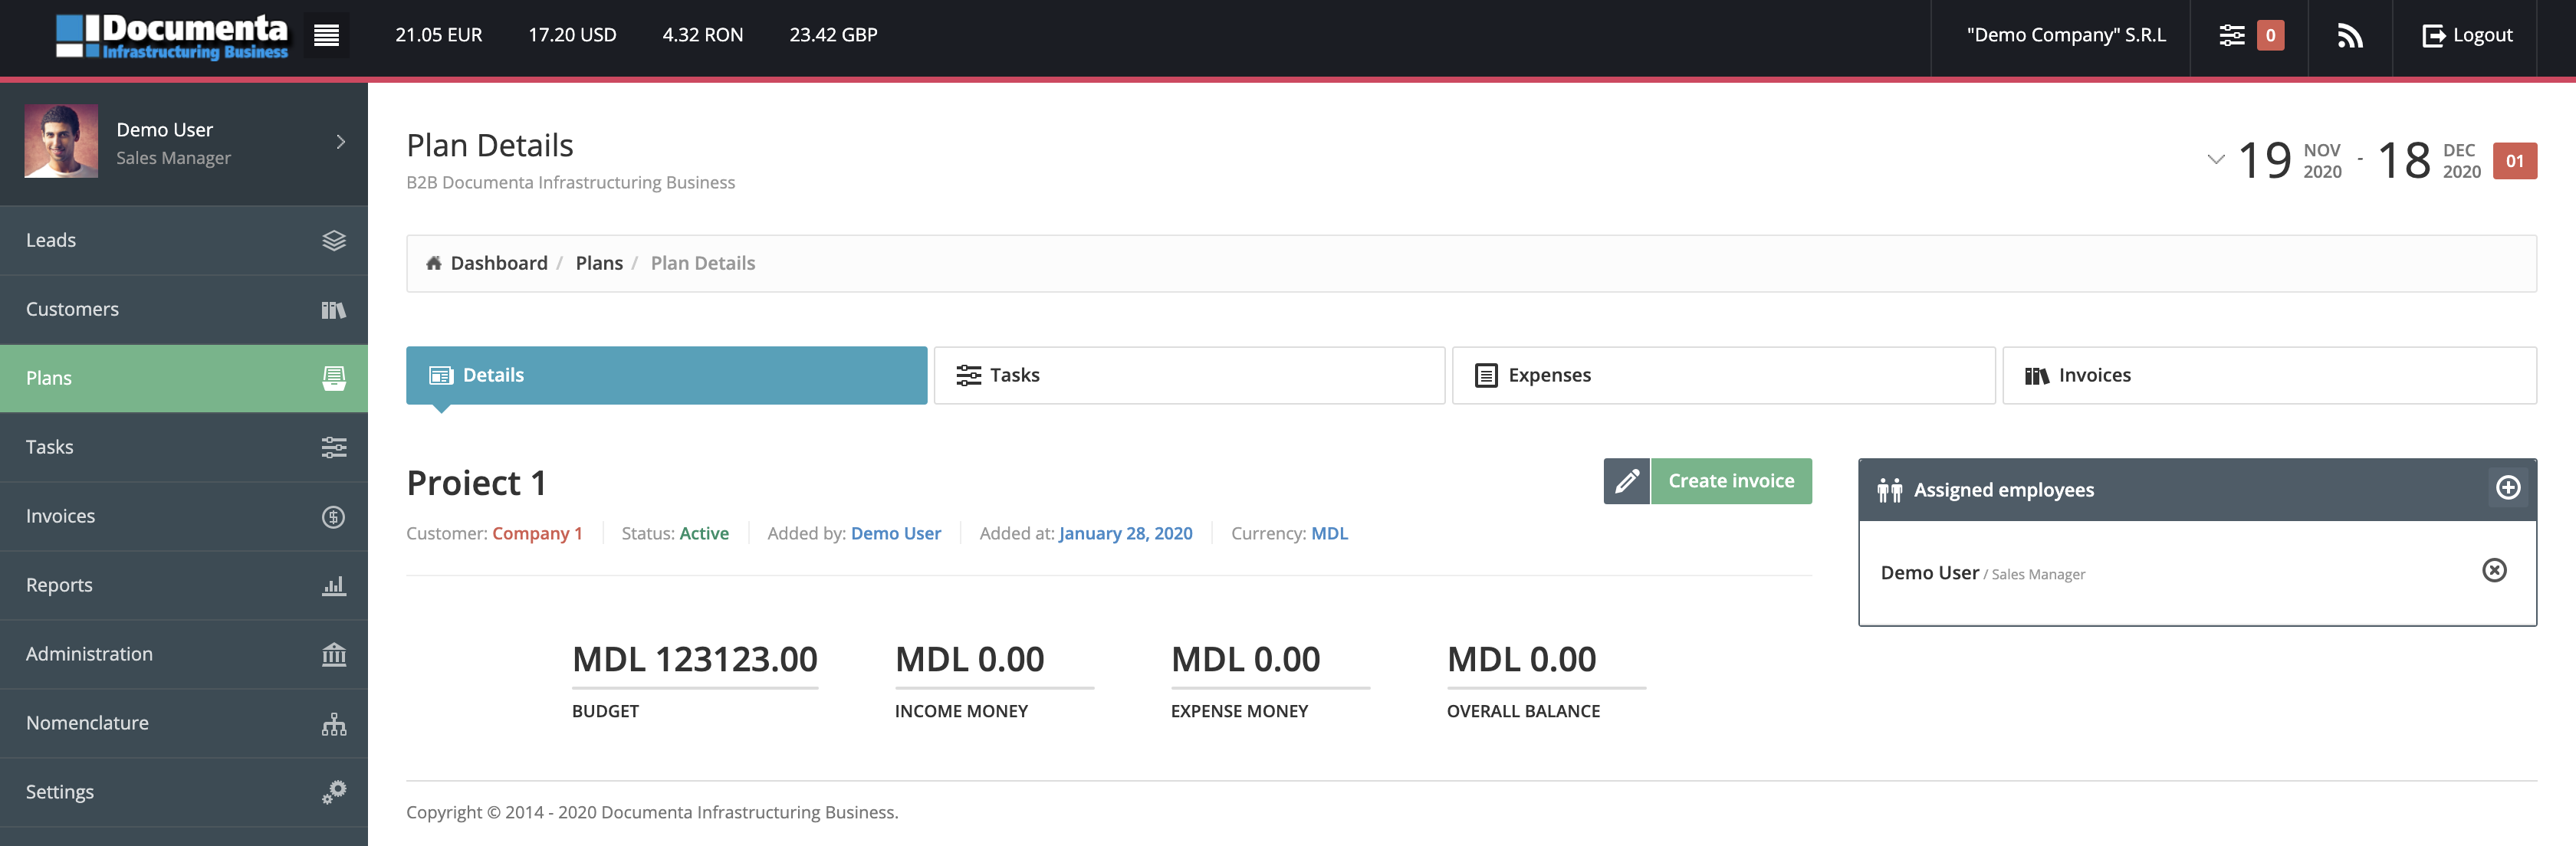 Documenta
Infrastructuring Business
21.05 EUR
17.20 USD
4.32 RON
23.42 GBP
"Demo Company" S.R.L
0
Logout
Demo User
Sales Manager
Leads
Customers
Plans
Tasks
Invoices
Reports
Administration
Nomenclature
Settings
Plan Details
B2B Documenta Infrastructuring Business
19 NOV 2020 - 18 DEC 2020 01
Dashboard / Plans / Plan Details
Details
Tasks
Expenses
Invoices
Proiect 1
Create invoice
Customer: Company 1
Status: Active
Added by: Demo User
Added at: January 28, 2020
Currency: MDL
Assigned employees
Demo User / Sales Manager
MDL 123123.00
BUDGET
MDL 0.00
INCOME MONEY
MDL 0.00
EXPENSE MONEY
MDL 0.00
OVERALL BALANCE
Copyright © 2014 - 2020 Documenta Infrastructuring Business.